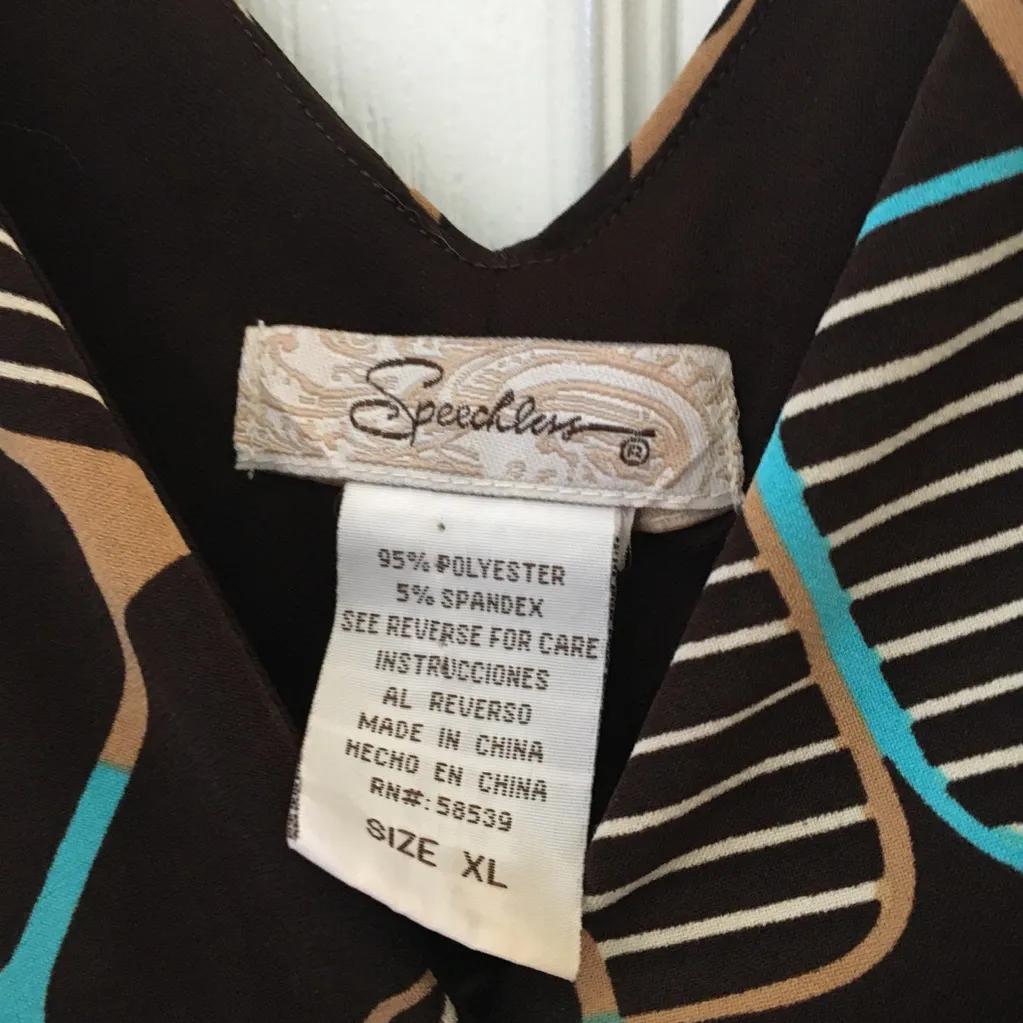 Speechless ®
95% POLYESTER
5% SPANDEX
SEE REVERSE FOR CARE
INSTRUCCIONES
AL REVERSO
MADE IN CHINA
HECHO EN CHINA
RN#:58539
SIZE XL